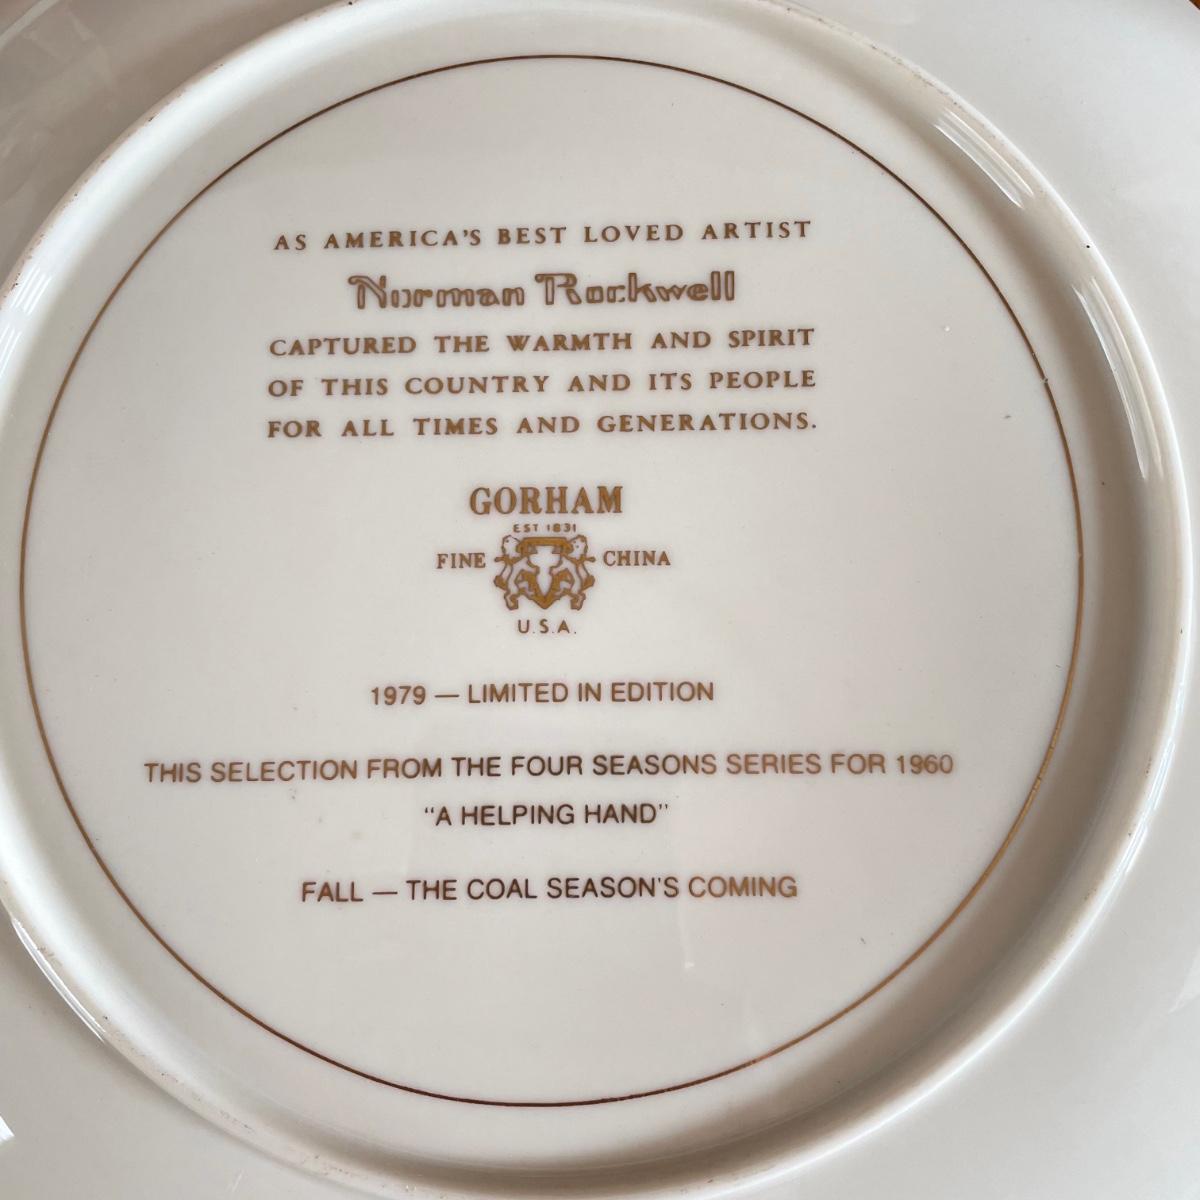 AS AMERICA'S BEST LOVED ARTIST
Norman Rockwell
CAPTURED THE WARMTH AND SPIRIT
OF THIS COUNTRY AND ITS PEOPLE
FOR ALL TIMES AND GENERATIONS.
GORHAM
EST 1831
FINE CHINA
U.S.A.
1979 — LIMITED IN EDITION
THIS SELECTION FROM THE FOUR SEASONS SERIES FOR 1960
"A HELPING HAND"
FALL — THE COAL SEASON'S COMING